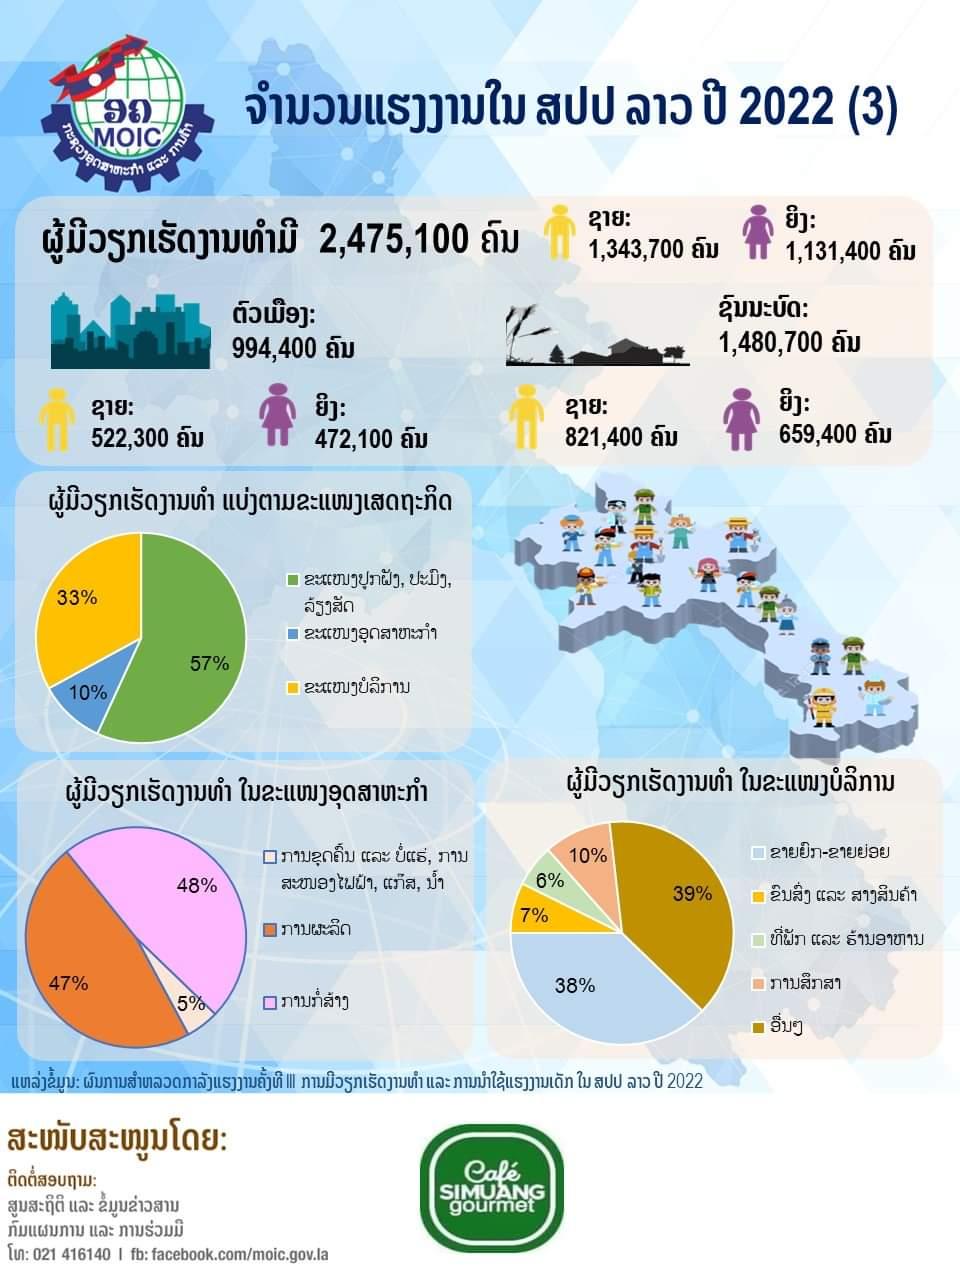 ອຄ
MOIC
ກະຊວງອຸດສາຫະກຳ ແລະ ການຄ້າ
ຈຳນວນແຮງງານໃນ ສປປ ລາວ ປີ 2022 (3)
ຜູ້ມີວຽກເຮັດງານທຳມີ 2,475,100 ຄົນ
ຊາຍ:
1,343,700 ຄົນ
ຍິງ:
1,131,400 ຄົນ
ຕົວເມືອງ:
994,400 ຄົນ
ຊົນນະບົດ:
1,480,700 ຄົນ
ຊາຍ:
522,300 ຄົນ
ຍິງ:
472,100 ຄົນ
ຊາຍ:
821,400 ຄົນ
ຍິງ:
659,400 ຄົນ
ຜູ້ມີວຽກເຮັດງານທຳ ແບ່ງຕາມຂະແໜງເສດຖະກິດ
33%
57%
10%
ຂະແໜງປູກຝັງ, ປະມົງ,
ລ້ຽງສັດ
ຂະແໜງອຸດສາຫະກຳ
ຂະແໜງບໍລິການ
ຜູ້ມີວຽກເຮັດງານທຳ ໃນຂະແໜງອຸດສາຫະກຳ
48%
47%
5%
ການຂຸດຄົ້ນ ແລະ ບໍ່ແຮ່, ການ
ສະໜອງໄຟຟ້າ, ແກ໊ສ, ນ້ຳ
ການຜະລິດ
ການກໍ່ສ້າງ
ຜູ້ມີວຽກເຮັດງານທຳ ໃນຂະແໜງບໍລິການ
10%
6%
7%
39%
38%
ຂາຍຍົກ-ຂາຍຍ່ອຍ
ຂົນສົ່ງ ແລະ ສາງສິນຄ້າ
ທີ່ພັກ ແລະ ຮ້ານອາຫານ
ການສຶກສາ
ອື່ນໆ
ແຫລ່ງຂໍ້ມູນ: ຜົນການສຳຫລວດກຳລັງແຮງງານຄັ້ງທີ III ການມີວຽກເຮັດງານທຳ ແລະ ການນຳໃຊ້ແຮງງານເດັກ ໃນ ສປປ ລາວ ປີ 2022
ສະໜັບສະໜູນໂດຍ:
ຕິດຕໍ່ສອບຖາມ:
ສູນສະຖິຕິ ແລະ ຂໍ້ມູນຂ່າວສານ
ກົມແຜນການ ແລະ ການຮ່ວມມື
ໂທ: 021 416140 | fb: facebook.com/moic.gov.la
Café
SIMUANG
gourmet